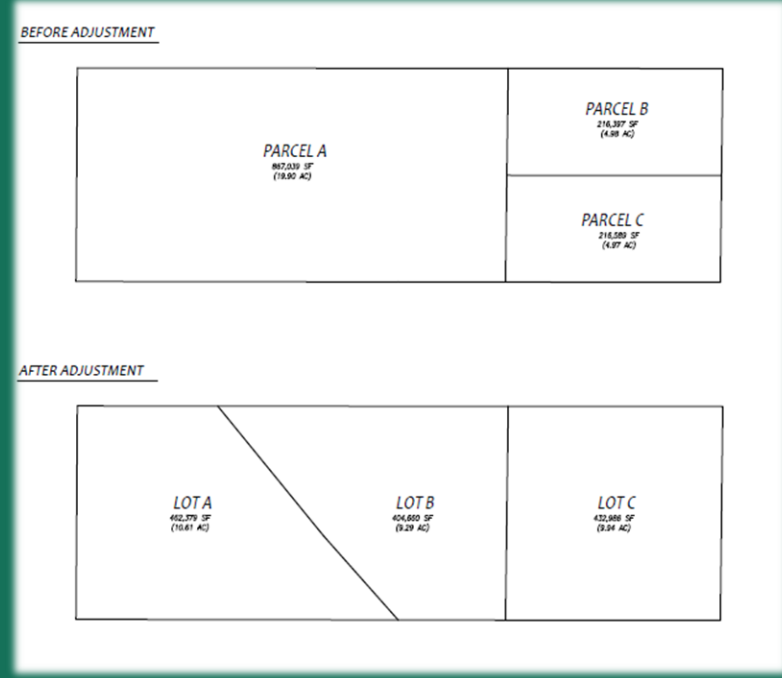 BEFORE ADJUSTMENT
PARCEL A
867,039 SF
(19.90 AC)
PARCEL B
216,397 SF
(4.98 AC)
PARCEL C
216,589 SF
(4.97 AC)
AFTER ADJUSTMENT
LOT A
462,379 SF
(10.61 AC)
LOT B
404,660 SF
(9.29 AC)
LOT C
432,986 SF
(9.94 AC)